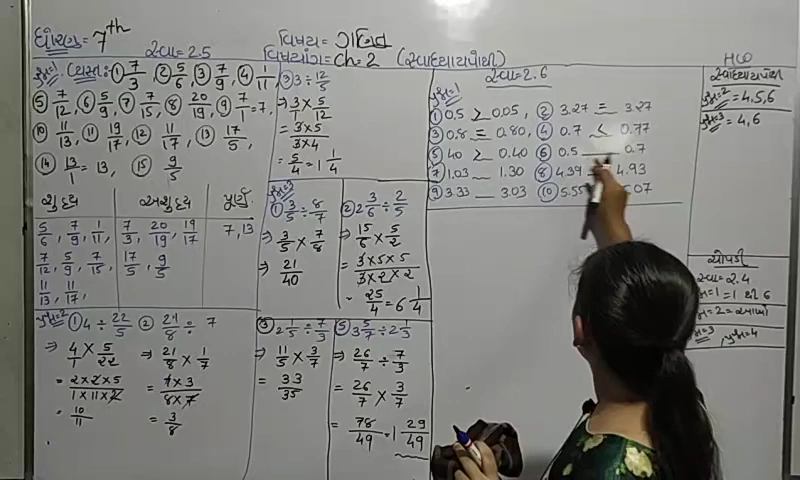 ધોરણ = 7th
વિષય = ગણિત
સ્વા = 2.5
વિષયાંગ = Ch. 2 (સ્વાધ્યાયપોથી)
પ્રશ્ન = 1. વ્યસ્ત: ① 7/3, ② 5/6, ③ 7/9, ④ 1/11,
⑤ 7/12, ⑥ 5/9, ⑦ 7/15, ⑧ 20/19, ⑨ 7/1 = 7,
⑩ 11/13, ⑪ 19/17, ⑫ 11/17, ⑬ 17/5,
⑭ 13/1 = 13, ⑮ 9/5
શુદ્ધ અશુદ્ધ પૂર્ણ
5/6, 7/9, 1/11, 7/3, 20/19, 19/17 7, 13
7/12, 5/9, 7/15, 17/5, 9/5
11/13, 11/17,
પ્રશ્ન = 2 ① 4 ÷ 22/5 ② 21/8 ÷ 7
⇒ 4/1 × 5/22 ⇒ 21/8 × 1/7
= 2×2×5/1×11×2 = 7×3/8×7
= 10/11 = 3/8
③ 3 ÷ 12/5
⇒ 3/1 × 5/12
= 3×5/3×4
= 5/4 = 1 1/4
① 3/5 ÷ 8/7 ② 2 3/6 ÷ 2/5
⇒ 3/5 × 7/8 ⇒ 15/6 × 5/2
⇒ 21/40 = 3×5×5/3×2×2
= 25/4 = 6 1/4
③ 2 1/5 ÷ 7/3 ⑤ 3 5/7 ÷ 2 1/3
⇒ 11/5 × 3/7 ⇒ 26/7 ÷ 7/3
= 33/35 = 26/7 × 3/7
= 78/49 = 1 29/49
સ્વા = 2.6
પ્રશ્ન = 1
① 0.5 > 0.05, ② 3.27 = 3.27
③ 0.8 = 0.80, ④ 0.7 < 0.77
⑤ 40 > 0.40 ⑥ 0.5 __ 0.7
⑦ 1.03 __ 1.30 ⑧ 4.39 4.93
⑨ 3.33 __ 3.03 ⑩ 5.55 07
HW
સ્વાધ્યાયપોથી
પ્રશ્ન = 2 = 4, 5, 6
પ્રશ્ન = 3 = 4, 6
ચોપડી
સ્વા = 2.4
= 1 = 1 થી 6
= 2 =
= 3, પ્રશ્ન = 4